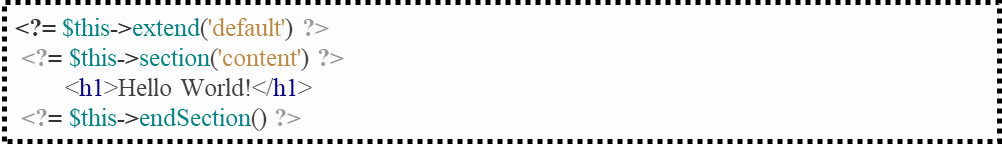 <?= $this->extend('default') ?>
<?= $this->section('content') ?>
<h1>Hello World!</h1>
<?= $this->endSection() ?>